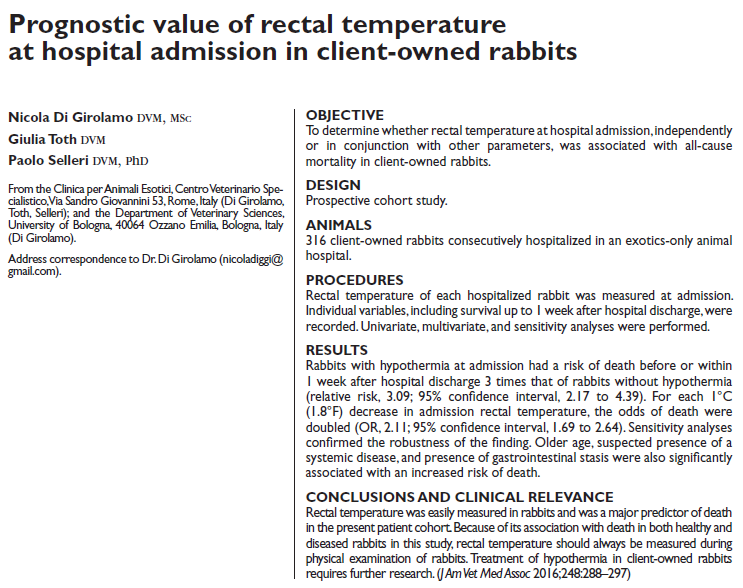 Prognostic value of rectal temperature
at hospital admission in client-owned rabbits
Nicola Di Girolamo DVM, MSc
Giulia Toth DVM
Paolo Selleri DVM, PhD
From the Clinica per Animali Esotici, Centro Veterinario Spe-
cialistico, Via Sandro Giovannini 53, Rome, Italy (Di Girolamo,
Toth, Selleri); and the Department of Veterinary Sciences,
University of Bologna, 40064 Ozzano Emilia, Bologna, Italy
(Di Girolamo).
Address correspondence to Dr. Di Girolamo (nicoladiggi@
gmail.com).
OBJECTIVE
To determine whether rectal temperature at hospital admission, independently
or in conjunction with other parameters, was associated with all-cause
mortality in client-owned rabbits.
DESIGN
Prospective cohort study.
ANIMALS
316 client-owned rabbits consecutively hospitalized in an exotics-only animal
hospital.
PROCEDURES
Rectal temperature of each hospitalized rabbit was measured at admission.
Individual variables, including survival up to 1 week after hospital discharge, were
recorded. Univariate, multivariate, and sensitivity analyses were performed.
RESULTS
Rabbits with hypothermia at admission had a risk of death before or within
1 week after hospital discharge 3 times that of rabbits without hypothermia
(relative risk, 3.09; 95% confidence interval, 2.17 to 4.39). For each 1°C
(1.8°F) decrease in admission rectal temperature, the odds of death were
doubled (OR, 2.11; 95% confidence interval, 1.69 to 2.64). Sensitivity analyses
confirmed the robustness of the finding. Older age, suspected presence of a
systemic disease, and presence of gastrointestinal stasis were also significantly
associated with an increased risk of death.
CONCLUSIONS AND CLINICAL RELEVANCE
Rectal temperature was easily measured in rabbits and was a major predictor of death
in the present patient cohort. Because of its association with death in both healthy and
diseased rabbits in this study, rectal temperature should always be measured during
physical examination of rabbits. Treatment of hypothermia in client-owned rabbits
requires further research. (J Am Vet Med Assoc 2016;248:288–297)